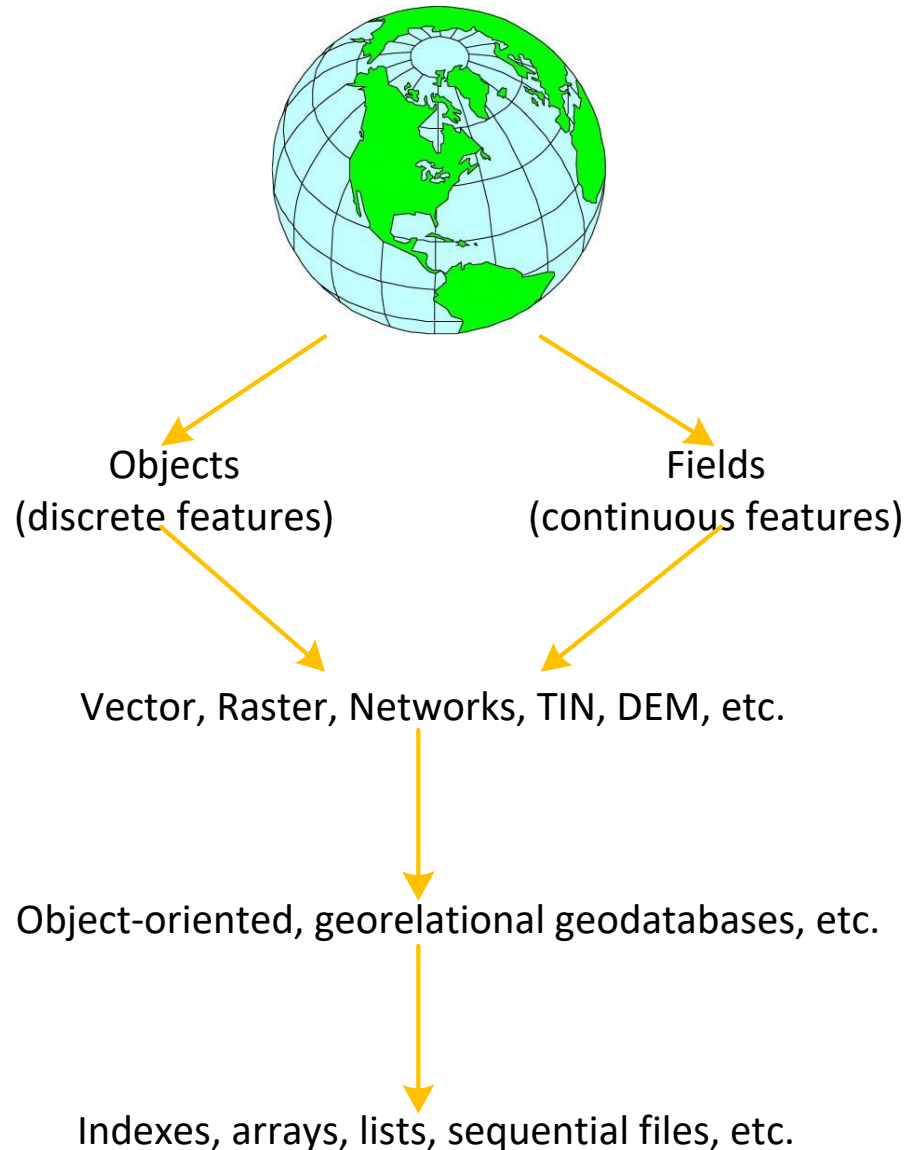 Objects
(discrete features)
Fields
(continuous features)
Vector, Raster, Networks, TIN, DEM, etc.
Object-oriented, georelational geodatabases, etc.
Indexes, arrays, lists, sequential files, etc.